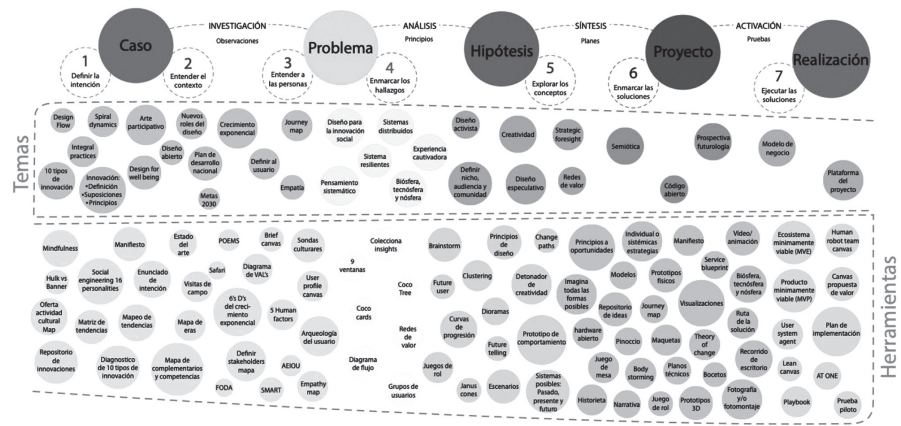 INVESTIGACIÓN
Observaciones
ANÁLISIS
Principios
SÍNTESIS
Planes
ACTIVACIÓN
Pruebas
Caso
Problema
Hipótesis
Proyecto
Realización
1
Definir la
intención
2
Entender el
contexto
3
Entender a
las personas
4
Enmarcar los
hallazgos
5
Explorar los
conceptos
6
Enmarcar las
soluciones
7
Ejecutar las
soluciones
Temas
Design
Flow
Spiral
dynamics
Arte
participativo
Nuevos
roles del
diseño
Crecimiento
exponencial
Journey
map
Integral
practices
Diseño
abierto
Plan de
desarrollo
nacional
Definir al
usuario
10 tipos
de
innovación
Innovación:
•Definición
•Suposiciones
•Principios
Design for
well being
Metas
2030
Empatía
Diseño para
la innovación
social
Sistemas
distribuidos
Sistema
resilientes
Experiencia
cautivadora
Pensamiento
sistemático
Biósfera,
tecnósfera
y nósfera
Diseño
activista
Creatividad
Strategic
foresight
Definir
nicho,
audiencia y
comunidad
Diseño
especulativo
Redes
de valor
Semiótica
Código
abierto
Prospectiva
futurología
Modelo de
negocio
Plataforma
del
proyecto
Herramientas
Mindfulness
Manifiesto
Estado
del
arte
POEMS
Brief
canvas
Sondas
culturares
Hulk vs
Banner
Social
engineering 16
personalities
Enunciado
de
intención
Safari
Visitas de
campo
Diagrama
de VAL's
User
profile
canvas
Oferta
actividad
cultural
Map
Matriz de
tendencias
Mapeo de
tendencias
Mapa de
eras
6's D's
del creci-
miento
exponencial
5 Human
factors
Arqueología
del usuario
Repositorio
de
innovaciones
Diagnostico
de 10 tipos de
innovación
Mapa de
complementarios
y competencias
Definir
stakeholders
mapa
AEIOU
FODA
SMART
Empathy
map
Colecciona
insights
9
ventanas
Coco
Tree
Coco
cards
Redes
de
valor
Diagrama
de flujo
Grupos de
usuarios
Brainstorm
Principios
de
diseño
Change
paths
Future
user
Clustering
Detonador
de
creatividad
Dioramas
Curvas
de
progresión
Prototipo de
comportamiento
Future
telling
Juegos de
rol
Janus
cones
Escenarios
Sistemas
posibles:
Pasado,
presente y
futuro
Principios a
oportunidades
Individual o
sistémicas
estrategias
Manifiesto
Video/
animación
Imagina
todas las
formas
posibles
Modelos
Prototipos
físicos
Service
blueprint
Biósfera,
tecnósfera
y nósfera
Repositorio
de ideas
Journey
map
Visualizaciones
Ruta
de la
solución
hardware
abierto
Pinoccio
Maquetas
Theory
of
change
Recorrido
de
escritorio
Juego
de
mesa
Body
storming
Planos
técnicos
Bocetos
Historieta
Narrativa
Juego
de rol
Prototipos
3D
Fotografía
y/o
fotomontaje
Ecosistema
minimamente
viable (MVE)
Human
robot team
canvas
Producto
minimamente
viable (MVP)
Canvas
propuesta
de valor
User
system
agent
Plan de
implementación
Lean
canvas
AT ONE
Playbook
Prueba
piloto